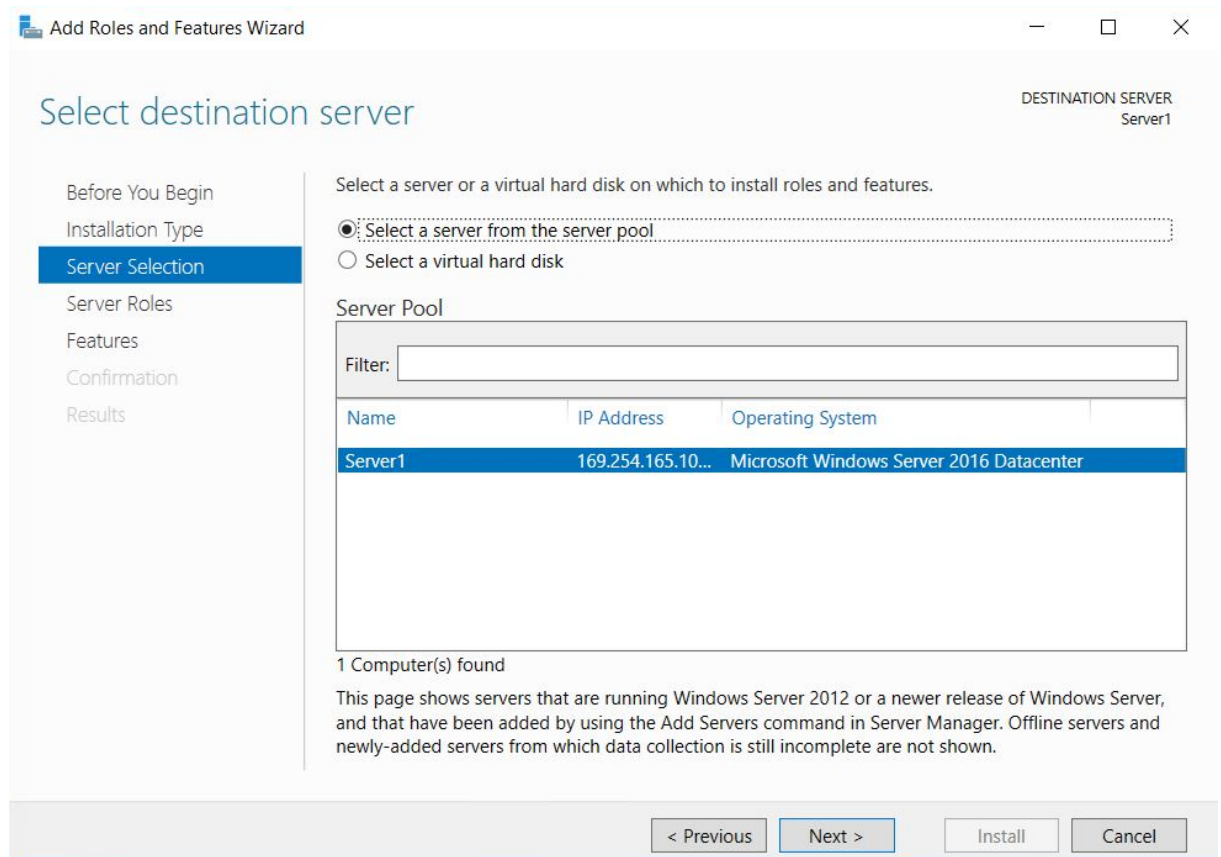 Add Roles and Features Wizard
Select destination server
DESTINATION SERVER
Server1
Before You Begin
Installation Type
Server Selection
Server Roles
Features
Confirmation
Results
Select a server or a virtual hard disk on which to install roles and features.
Select a server from the server pool
Select a virtual hard disk
Server Pool
Filter:
Name IP Address Operating System
Server1 169.254.165.10... Microsoft Windows Server 2016 Datacenter
1 Computer(s) found
This page shows servers that are running Windows Server 2012 or a newer release of Windows Server,
and that have been added by using the Add Servers command in Server Manager. Offline servers and
newly-added servers from which data collection is still incomplete are not shown.
< Previous Next > Install Cancel